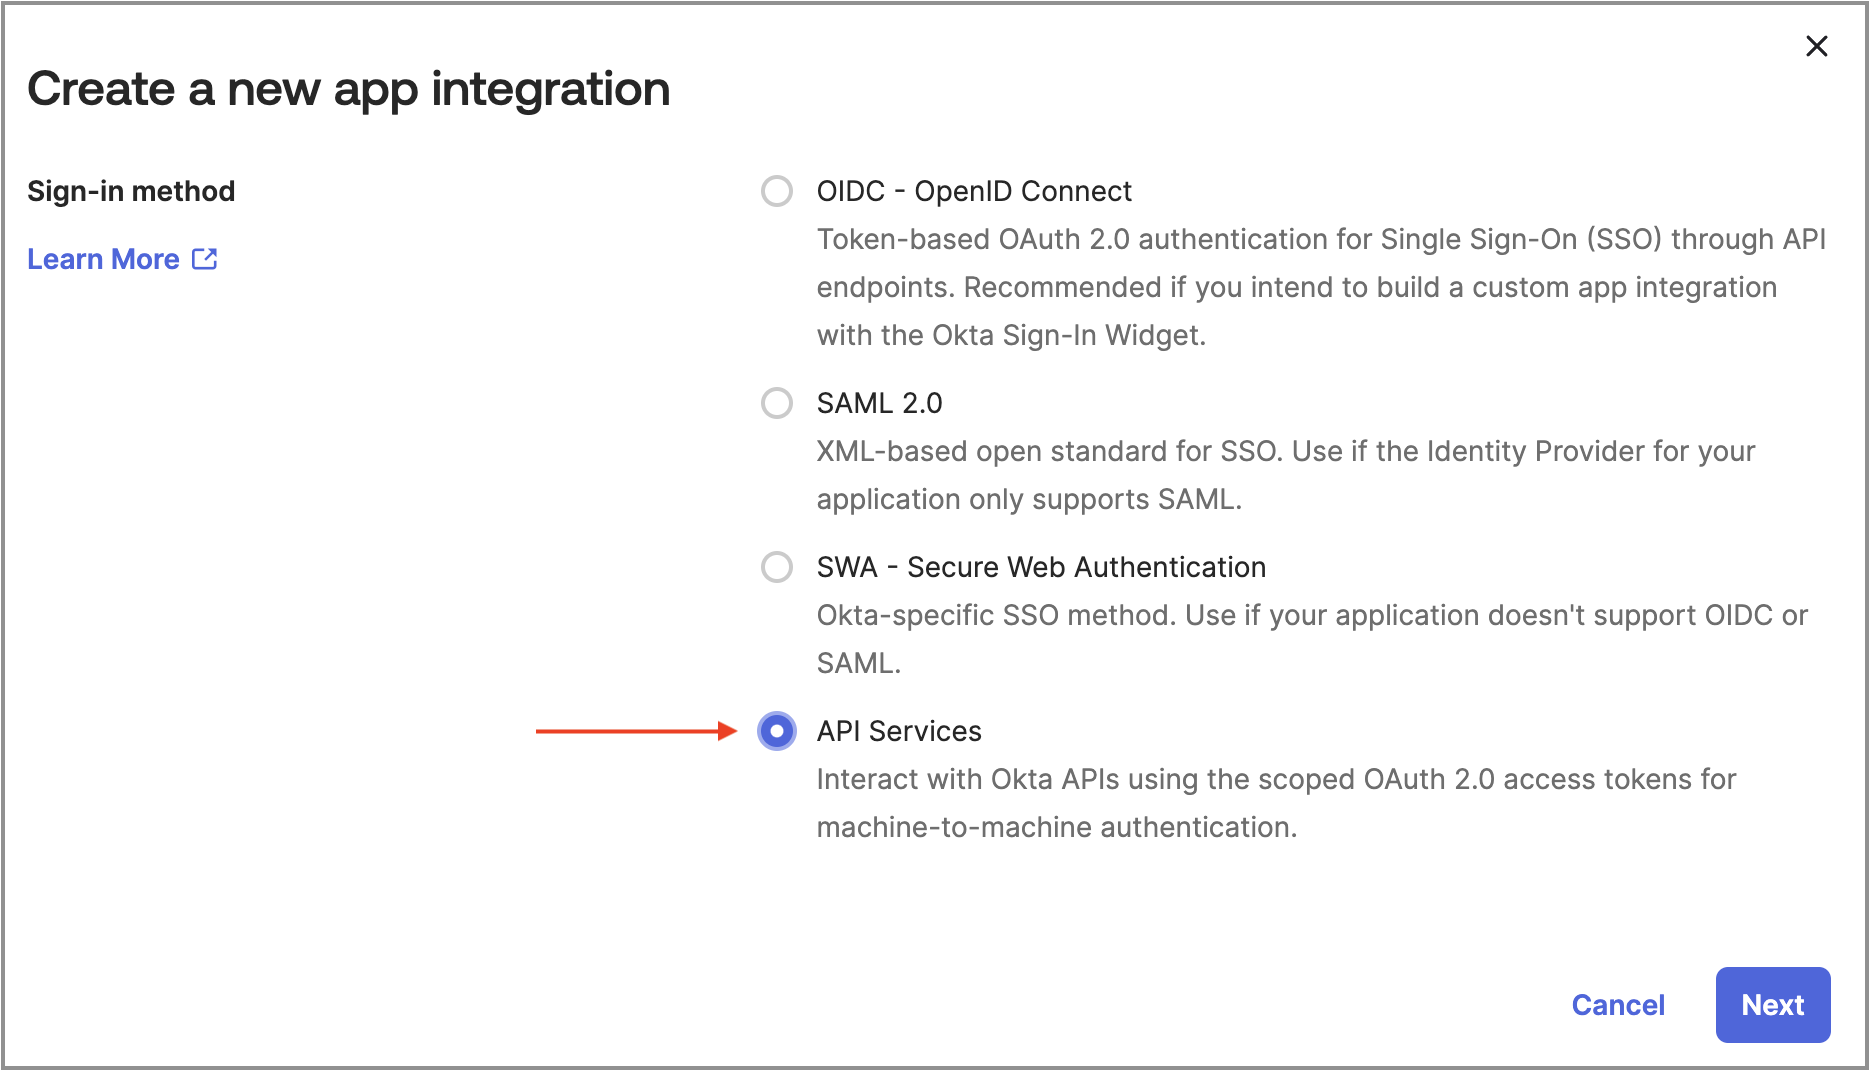 Create a new app integration
Sign-in method
Learn More
OIDC - OpenID Connect
Token-based OAuth 2.0 authentication for Single Sign-On (SSO) through API
endpoints. Recommended if you intend to build a custom app integration
with the Okta Sign-In Widget.
SAML 2.0
XML-based open standard for SSO. Use if the Identity Provider for your
application only supports SAML.
SWA - Secure Web Authentication
Okta-specific SSO method. Use if your application doesn't support OIDC or
SAML.
API Services
Interact with Okta APIs using the scoped OAuth 2.0 access tokens for
machine-to-machine authentication.
Cancel
Next